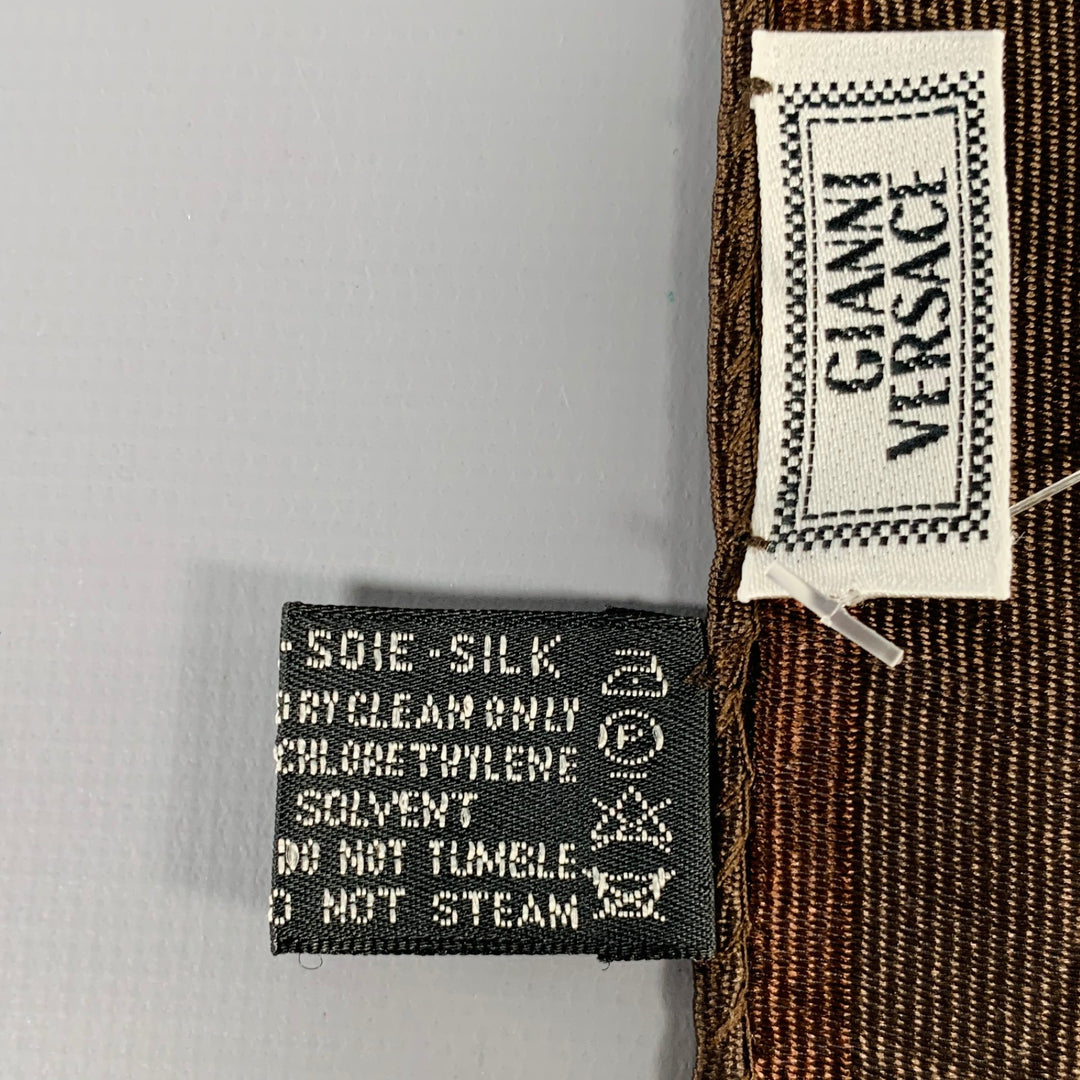 GIANNI
VERSACE
- SOIE - SILK
DRY CLEAN ONLY
CHLORETHYLENE
SOLVENT
DO NOT TUMBLE
O NOT STEAM
P